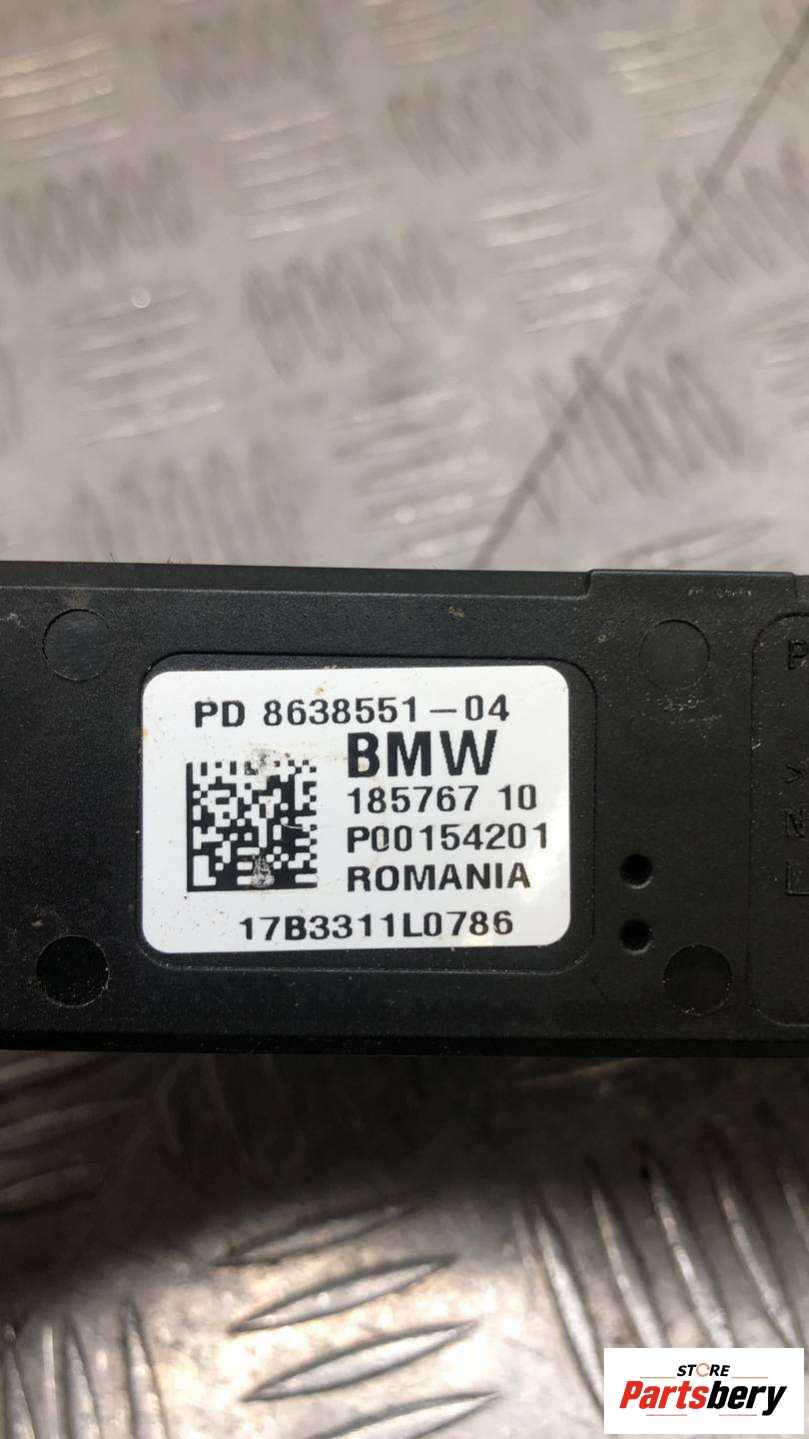 PD 8638551-04
BMW
185767 10
P00154201
ROMANIA
17B3311L0786
STORE
Partsbery